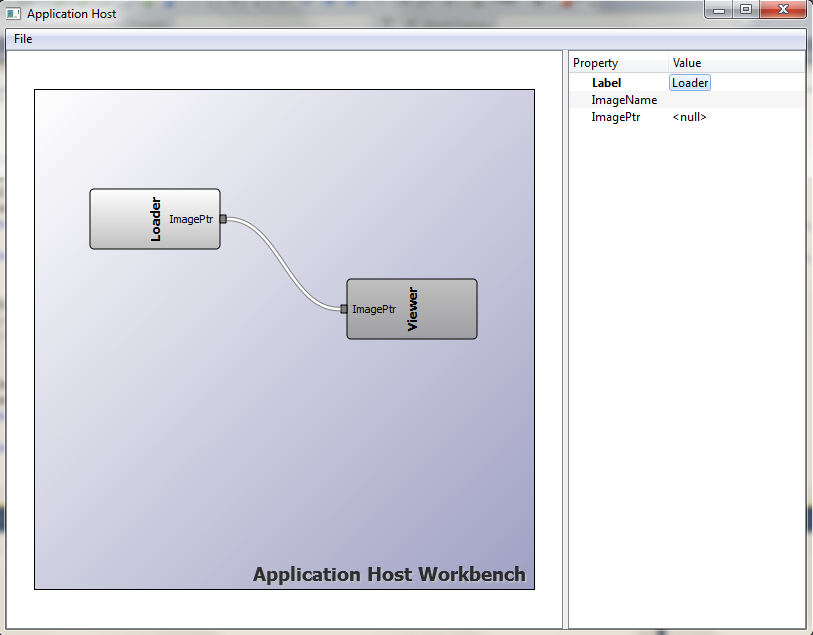 Application Host
File
Property Value
Label Loader
ImageName
ImagePtr <null>
Loader ImagePtr
ImagePtr Viewer
Application Host Workbench